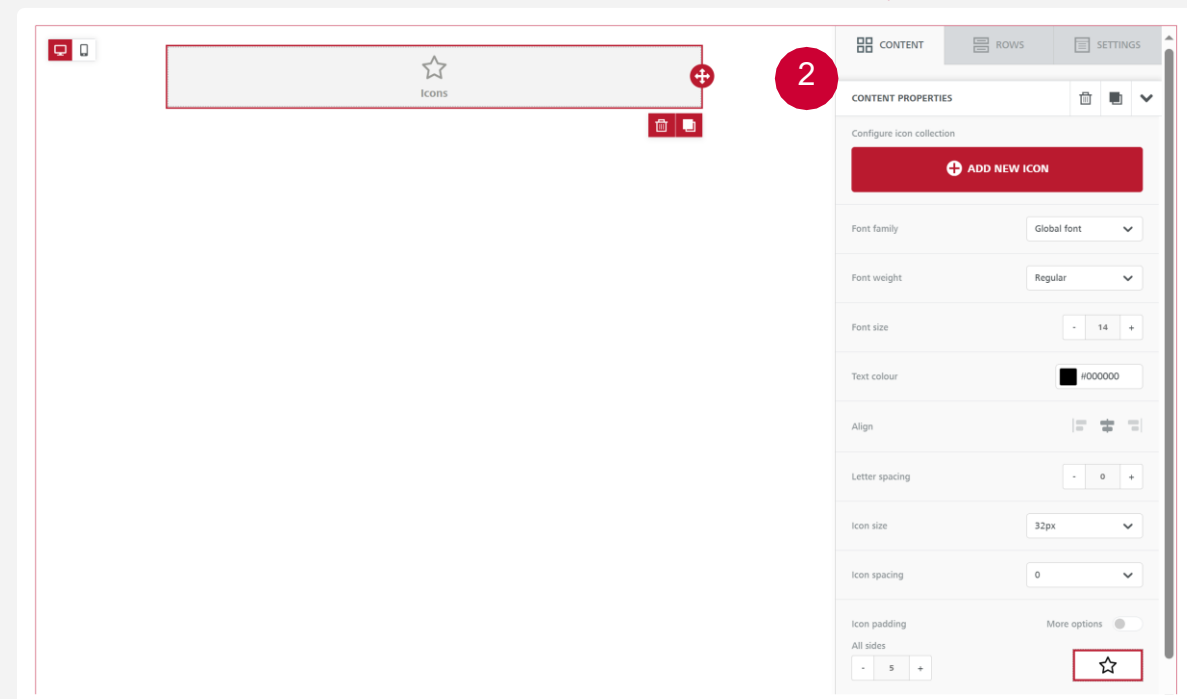 CONTENT
ROWS
SETTINGS
Icons
2
CONTENT PROPERTIES
Configure icon collection
ADD NEW ICON
Font family
Global font
Font weight
Regular
Font size
- 14 +
Text colour
#000000
Align
Letter spacing
- 0 +
Icon size
32px
Icon spacing
0
Icon padding
More options
All sides
- 5 +